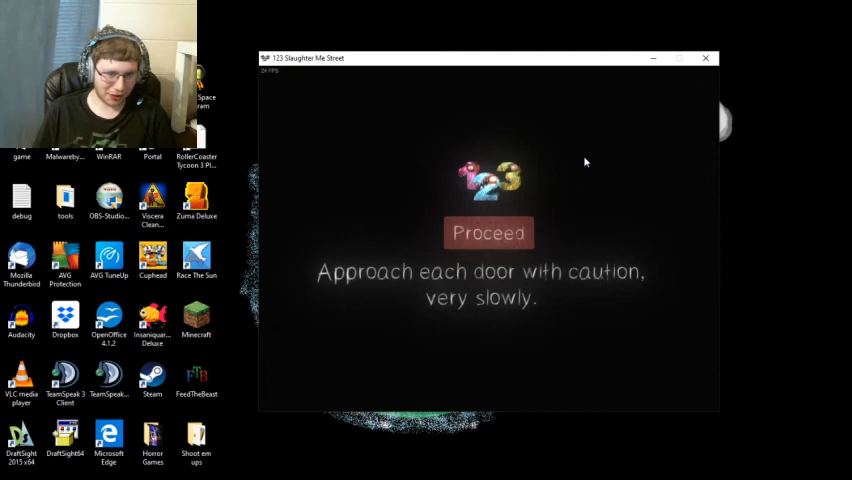 123 Slaughter Me Street
24 FPS
123
Proceed
Approach each door with caution,
very slowly.
Space
ram
game
Malwareby...
WinRAR
Portal
RollerCoaster
Tycoon 3 Pl...
debug
tools
OBS-Studio...
Viscera
Clean...
Zuma Deluxe
Mozilla
Thunderbird
AVG
Protection
AVG TuneUp
Cuphead
Race The Sun
Audacity
Dropbox
OpenOffice
4.1.2
Insaniquar...
Deluxe
Minecraft
VLC media
player
TeamSpeak 3
Client
TeamSpeak...
Steam
FTB
FeedTheBeast
DraftSight
2015 x64
DraftSight64
Microsoft
Edge
Horror
Games
Shoot em
ups